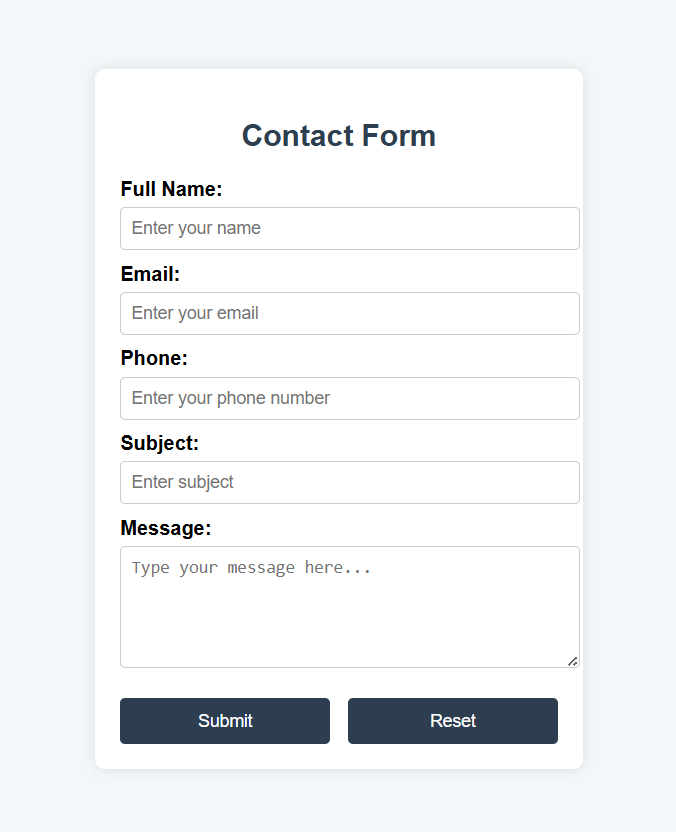 Contact Form
Full Name:
Enter your name
Email:
Enter your email
Phone:
Enter your phone number
Subject:
Enter subject
Message:
Type your message here...
Submit Reset